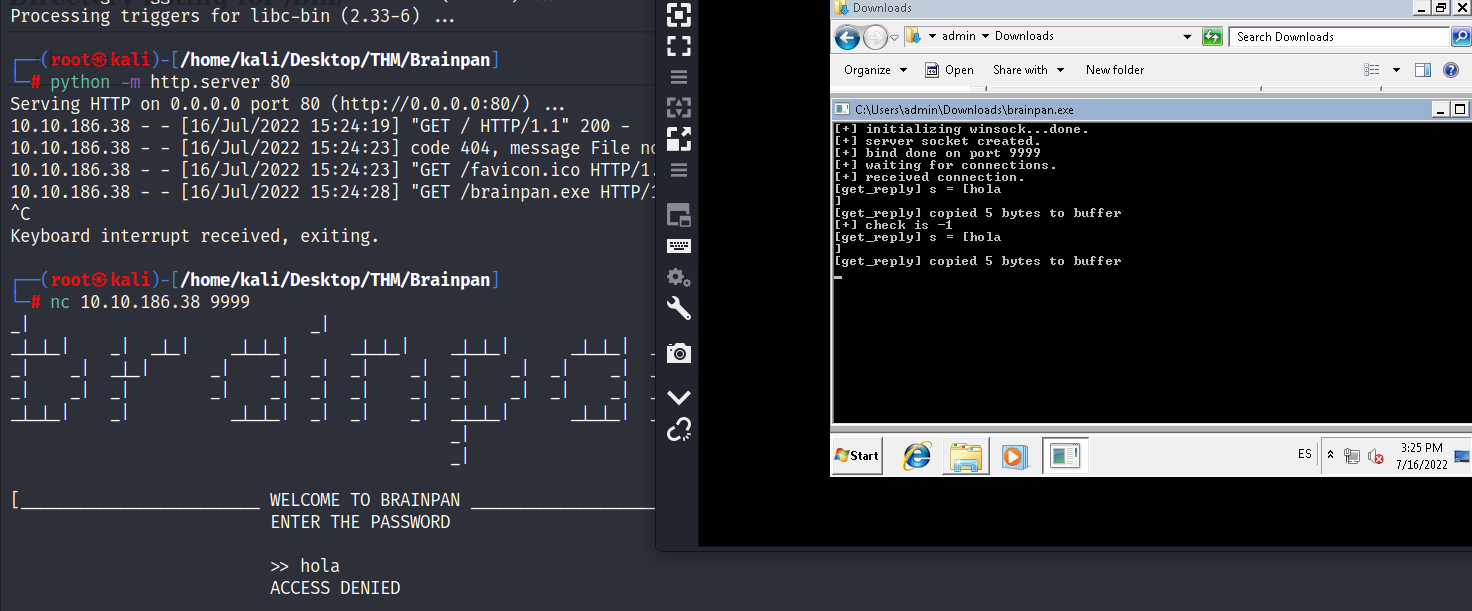 Processing triggers for libc-bin (2.33-6) ...
(root㉿kali)-[/home/kali/Desktop/THM/Brainpan]
# python -m http.server 80
Serving HTTP on 0.0.0.0 port 80 (http://0.0.0.0:80/) ...
10.10.186.38 - - [16/Jul/2022 15:24:19] "GET / HTTP/1.1" 200 -
10.10.186.38 - - [16/Jul/2022 15:24:23] code 404, message File no
10.10.186.38 - - [16/Jul/2022 15:24:23] "GET /favicon.ico HTTP/1.
10.10.186.38 - - [16/Jul/2022 15:24:28] "GET /brainpan.exe HTTP/1
^C
Keyboard interrupt received, exiting.
(root㉿kali)-[/home/kali/Desktop/THM/Brainpan]
# nc 10.10.186.38 9999
brainpa
[________________________ WELCOME TO BRAINPAN ___________________
ENTER THE PASSWORD
>> hola
ACCESS DENIED
Downloads
admin Downloads
Search Downloads
Organize Open Share with New folder
C:\Users\admin\Downloads\brainpan.exe
[+] initializing winsock...done.
[+] server socket created.
[+] bind done on port 9999
[+] waiting for connections.
[+] received connection.
[get_reply] s = [hola
]
[get_reply] copied 5 bytes to buffer
[+] check is -1
[get_reply] s = [hola
]
[get_reply] copied 5 bytes to buffer
Start
ES
3:25 PM
7/16/2022